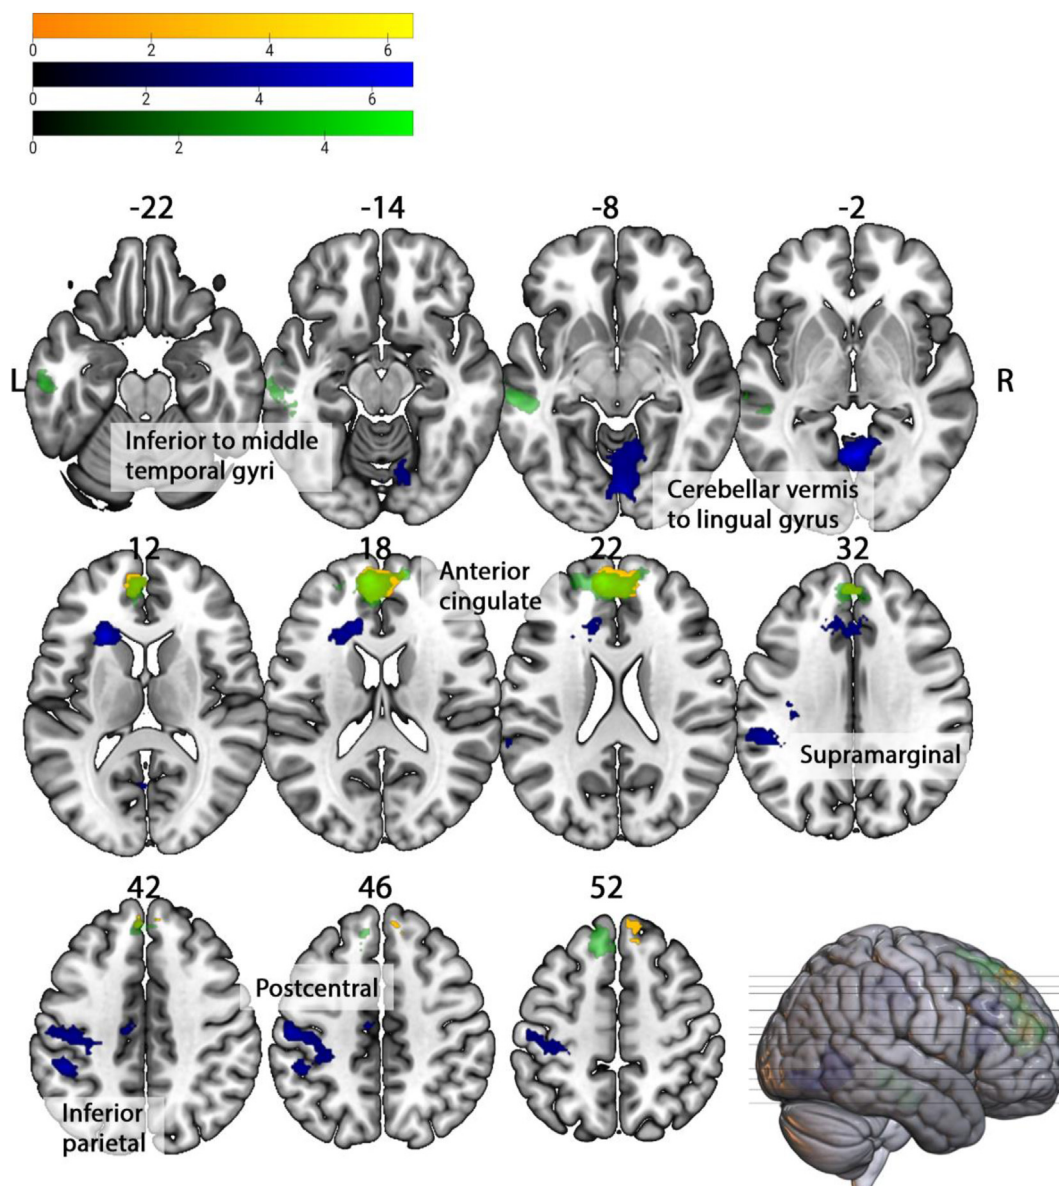 0 2 4 6
0 2 4 6
0 2 4
-22 -14 -8 -2
L
R
Inferior to middle
temporal gyri
Cerebellar vermis
to lingual gyrus
12 18 22 32
Anterior
cingulate
Supramarginal
42 46 52
Postcentral
Inferior
parietal